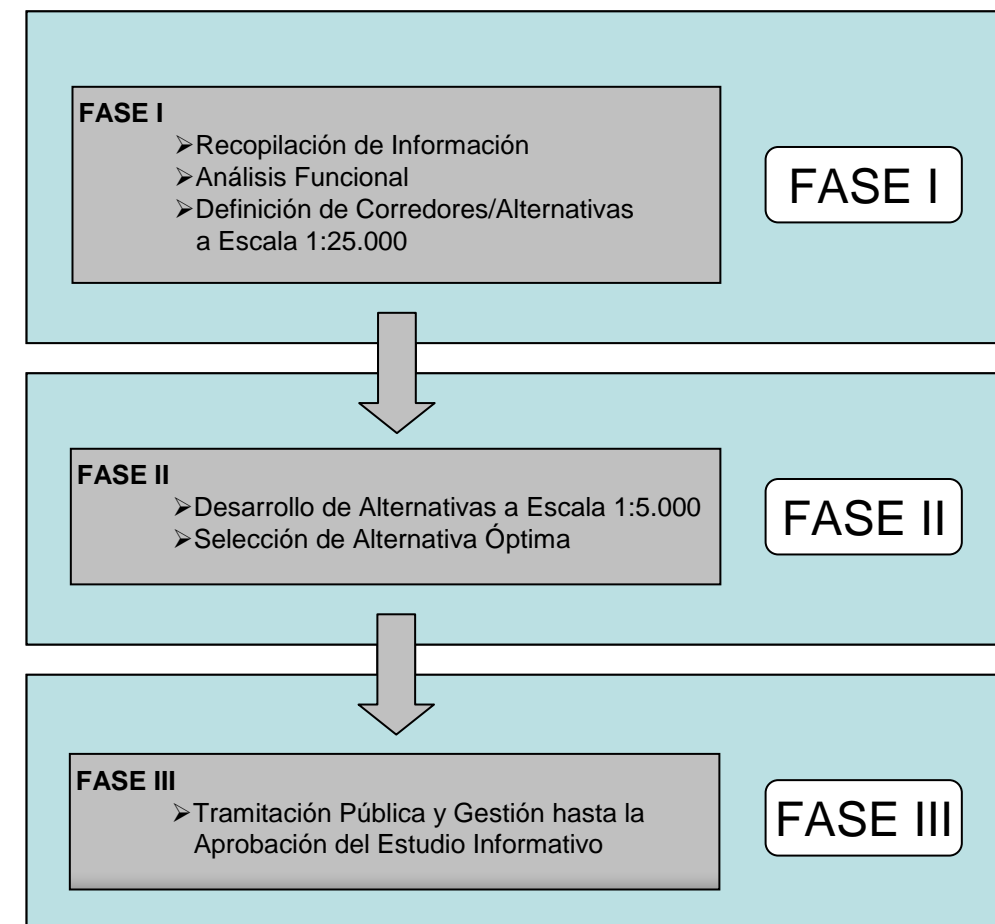 FASE I
➢Recopilación de Información
➢Análisis Funcional
➢Definición de Corredores/Alternativas
a Escala 1:25.000
FASE I
FASE II
➢Desarrollo de Alternativas a Escala 1:5.000
➢Selección de Alternativa Óptima
FASE II
FASE III
➢Tramitación Pública y Gestión hasta la
Aprobación del Estudio Informativo
FASE III